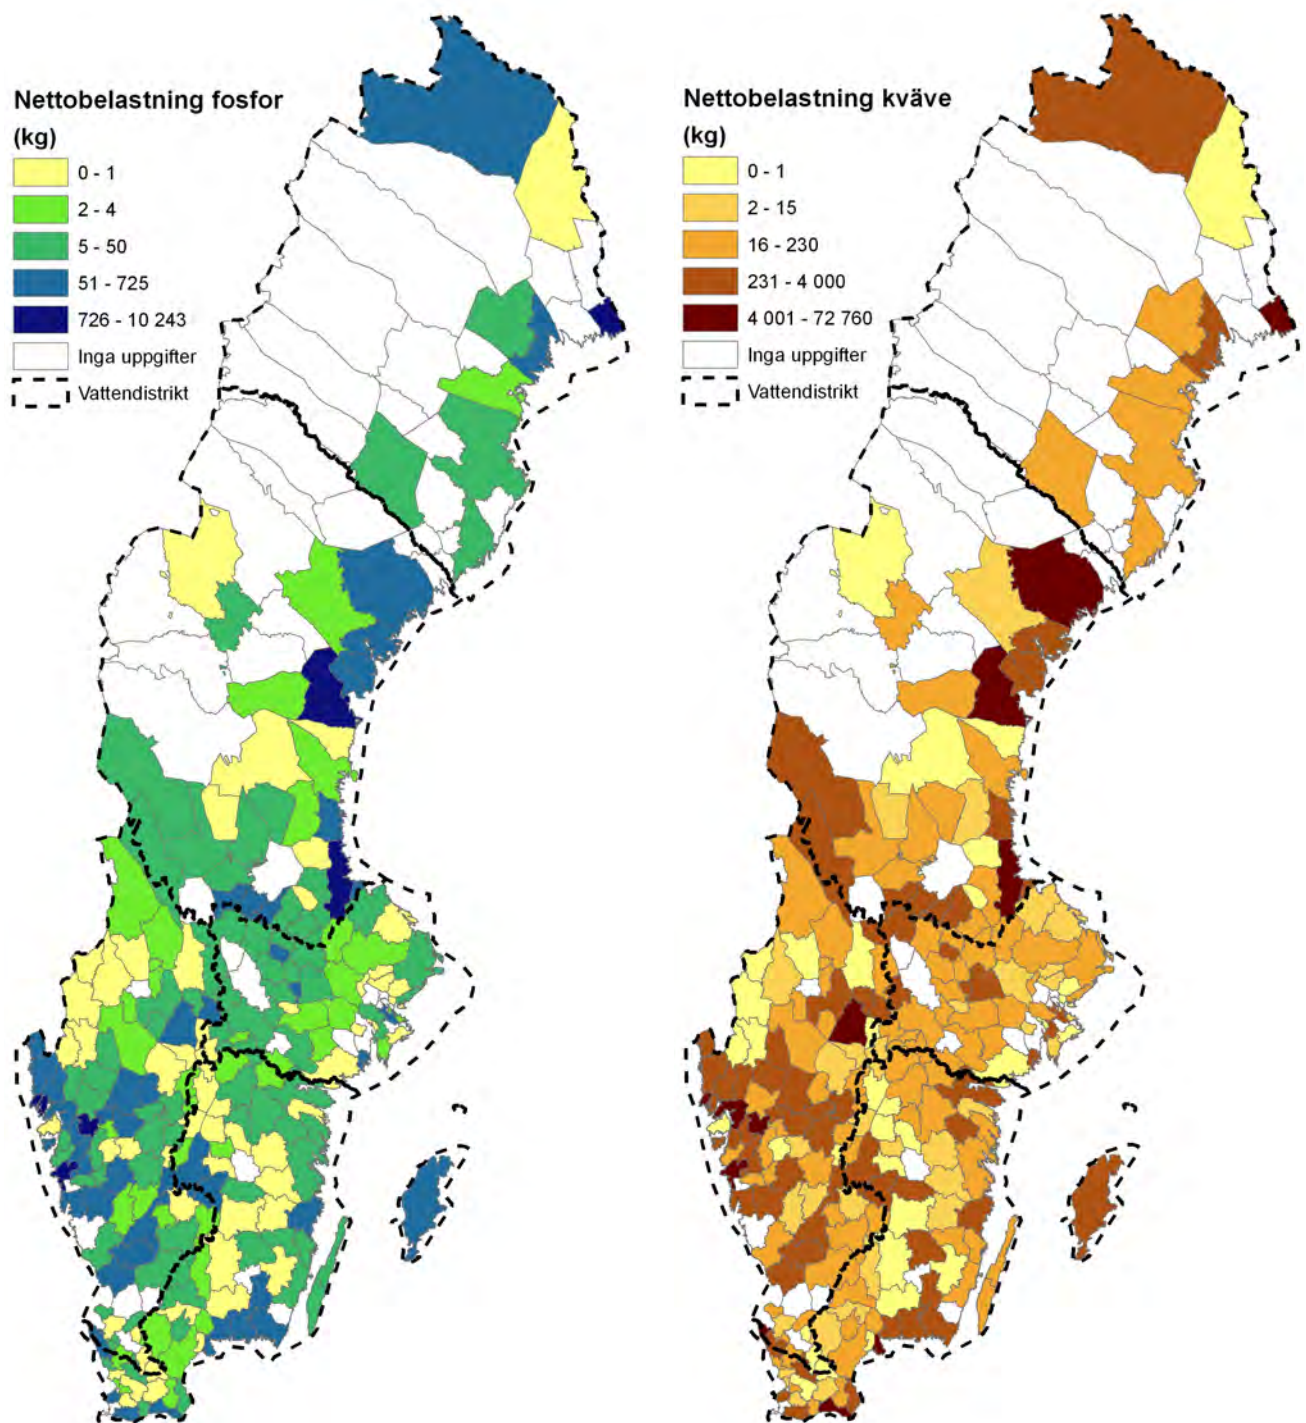 Nettobelastning fosfor
(kg)
0 - 1
2 - 4
5 - 50
51 - 725
726 - 10 243
Inga uppgifter
Vattendistrikt
Nettobelastning kväve
(kg)
0 - 1
2 - 15
16 - 230
231 - 4 000
4 001 - 72 760
Inga uppgifter
Vattendistrikt